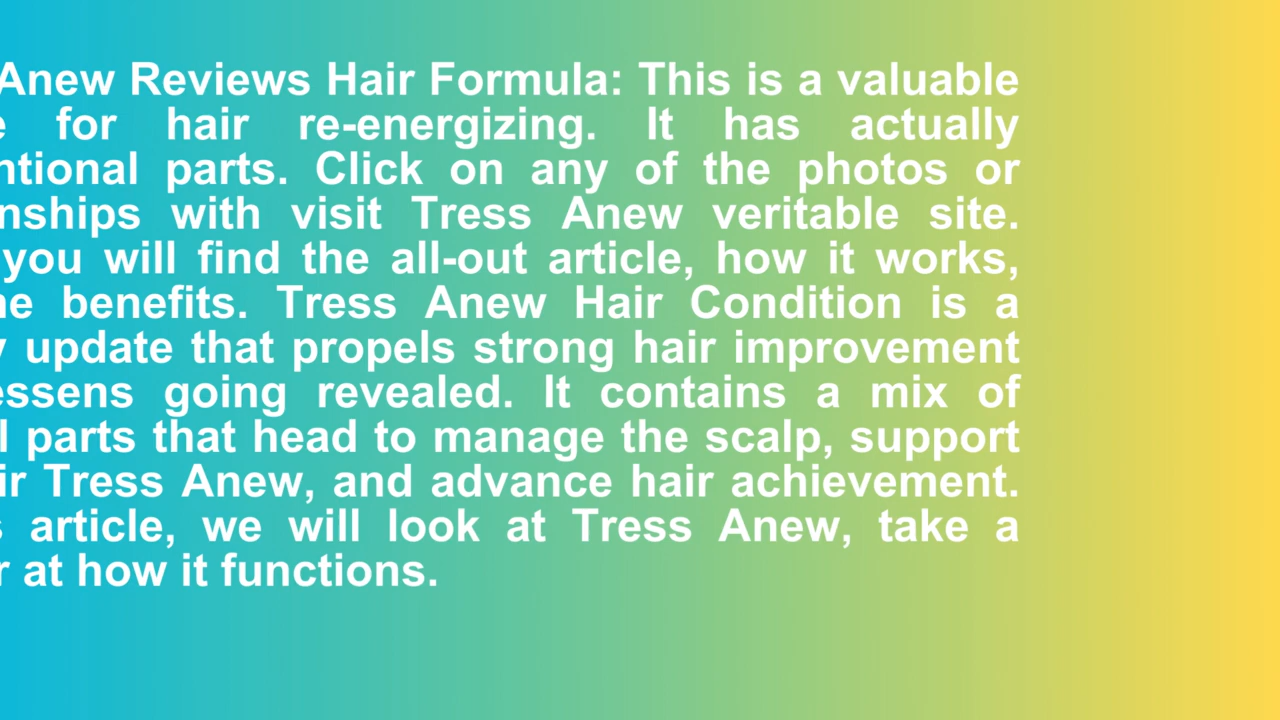 Anew Reviews Hair Formula: This is a valuable
for hair re-energizing. It has actually
parts. Click on any of the photos or
with visit Tress Anew veritable site.
you will find the all-out article, how it works,
benefits. Tress Anew Hair Condition is a
update that propels strong hair improvement
going revealed. It contains a mix of
parts that head to manage the scalp, support
Tress Anew, and advance hair achievement.
article, we will look at Tress Anew, take a
at how it functions.